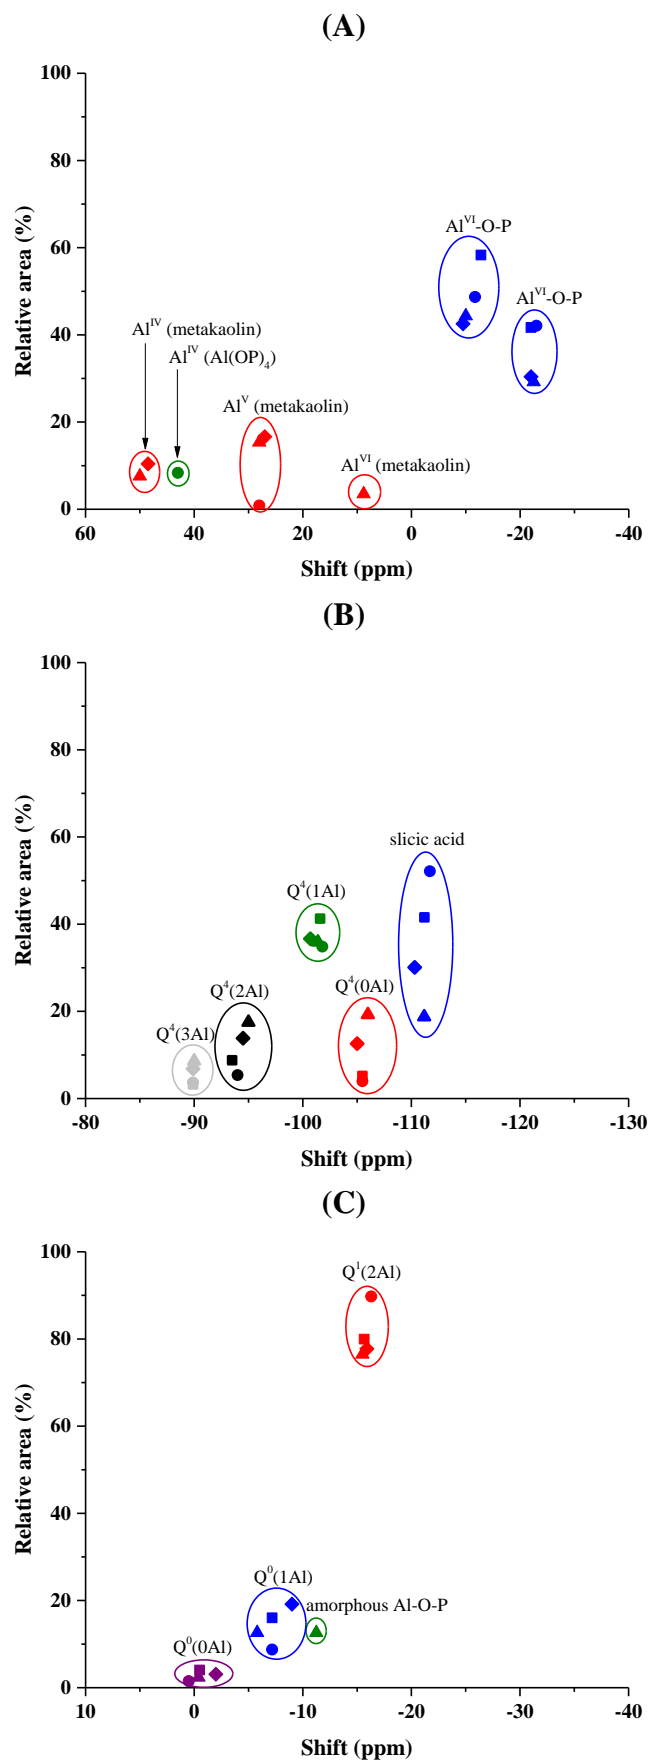 (A)
100
80
60
40
20
0
Relative area (%)
Al^VI-O-P
Al^VI-O-P
Al^IV (metakaolin)
Al^IV (Al(OP)_4)
Al^V (metakaolin)
Al^VI (metakaolin)
60 40 20 0 -20 -40
Shift (ppm)
(B)
100
80
60
40
20
0
Relative area (%)
slicic acid
Q^4(1Al)
Q^4(2Al)
Q^4(0Al)
Q^4(3Al)
-80 -90 -100 -110 -120 -130
Shift (ppm)
(C)
100
80
60
40
20
0
Relative area (%)
Q^1(2Al)
Q^0(1Al)
amorphous Al-O-P
Q^0(0Al)
10 0 -10 -20 -30 -40
Shift (ppm)